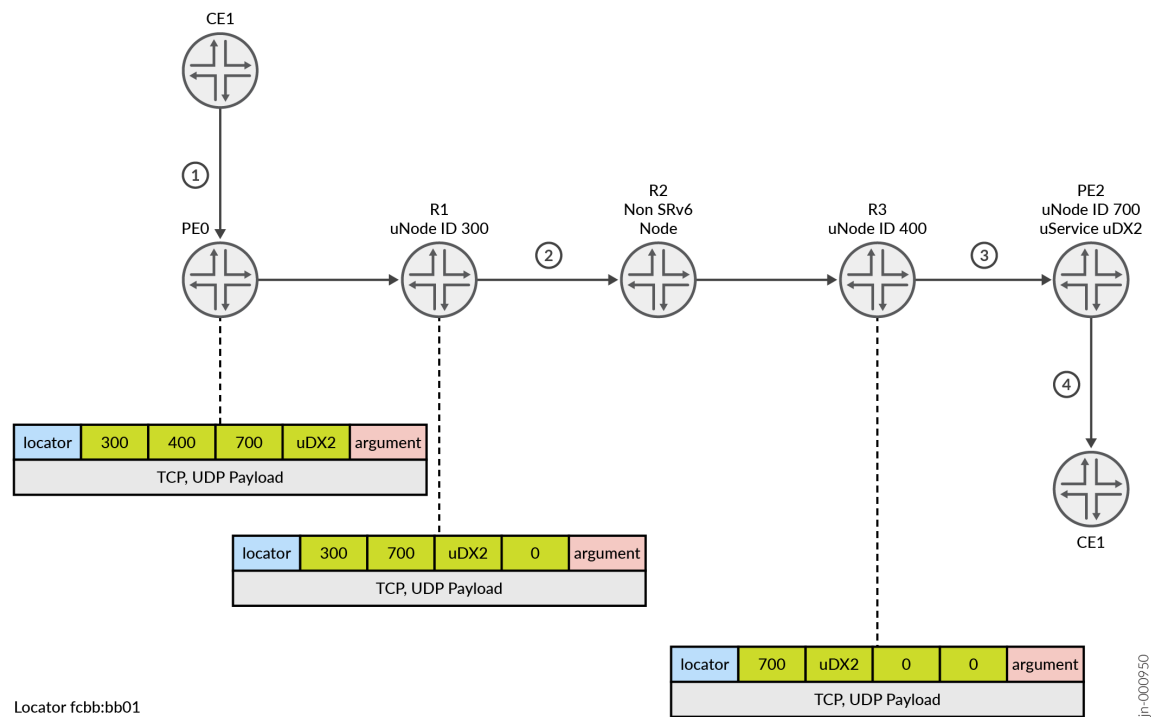 CE1
1
PE0
R1
uNode ID 300
2
R2
Non SRv6
Node
R3
uNode ID 400
3
PE2
uNode ID 700
uService uDX2
4
CE1
locator 300 400 700 uDX2 argument
TCP, UDP Payload
locator 300 700 uDX2 0 argument
TCP, UDP Payload
locator 700 uDX2 0 0 argument
TCP, UDP Payload
Locator fcbb:bb01
jn-000950